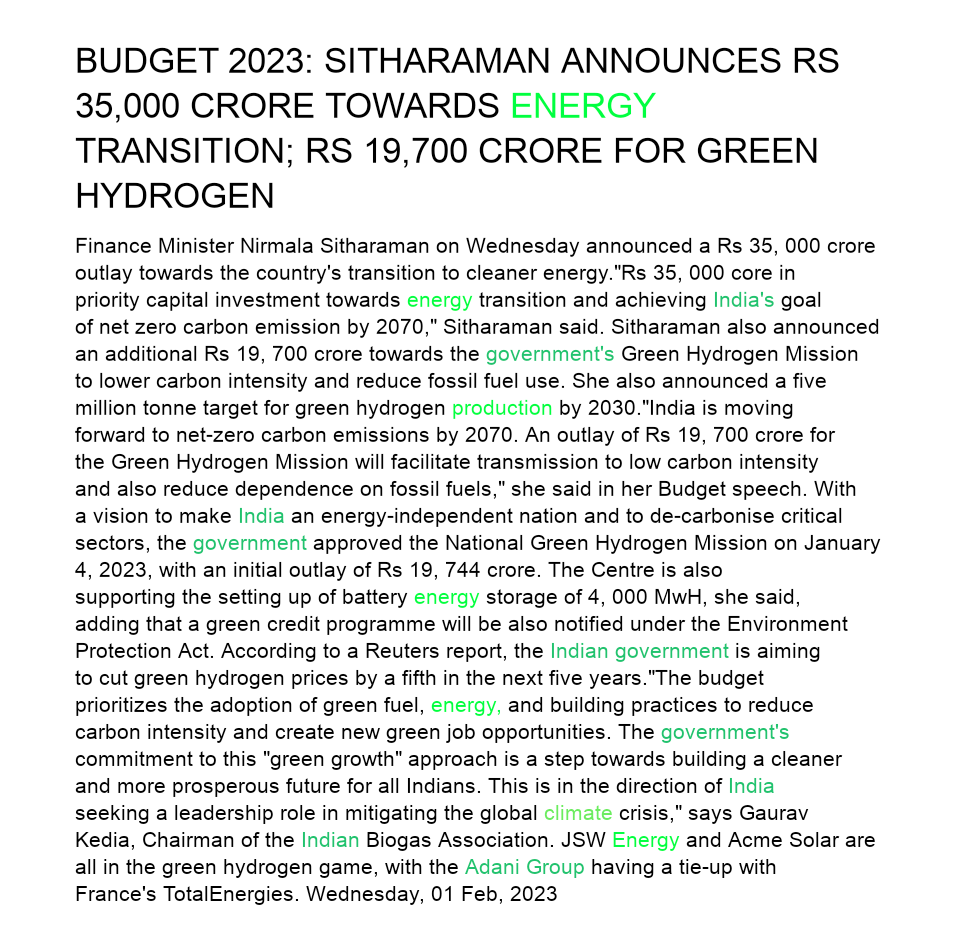 BUDGET 2023: SITHARAMAN ANNOUNCES RS
35,000 CRORE TOWARDS ENERGY
TRANSITION; RS 19,700 CRORE FOR GREEN
HYDROGEN
Finance Minister Nirmala Sitharaman on Wednesday announced a Rs 35, 000 crore
outlay towards the country's transition to cleaner energy."Rs 35, 000 core in
priority capital investment towards energy transition and achieving India's goal
of net zero carbon emission by 2070," Sitharaman said. Sitharaman also announced
an additional Rs 19, 700 crore towards the government's Green Hydrogen Mission
to lower carbon intensity and reduce fossil fuel use. She also announced a five
million tonne target for green hydrogen production by 2030."India is moving
forward to net-zero carbon emissions by 2070. An outlay of Rs 19, 700 crore for
the Green Hydrogen Mission will facilitate transmission to low carbon intensity
and also reduce dependence on fossil fuels," she said in her Budget speech. With
a vision to make India an energy-independent nation and to de-carbonise critical
sectors, the government approved the National Green Hydrogen Mission on January
4, 2023, with an initial outlay of Rs 19, 744 crore. The Centre is also
supporting the setting up of battery energy storage of 4, 000 MwH, she said,
adding that a green credit programme will be also notified under the Environment
Protection Act. According to a Reuters report, the Indian government is aiming
to cut green hydrogen prices by a fifth in the next five years."The budget
prioritizes the adoption of green fuel, energy, and building practices to reduce
carbon intensity and create new green job opportunities. The government's
commitment to this "green growth" approach is a step towards building a cleaner
and more prosperous future for all Indians. This is in the direction of India
seeking a leadership role in mitigating the global climate crisis," says Gaurav
Kedia, Chairman of the Indian Biogas Association. JSW Energy and Acme Solar are
all in the green hydrogen game, with the Adani Group having a tie-up with
France's TotalEnergies. Wednesday, 01 Feb, 2023